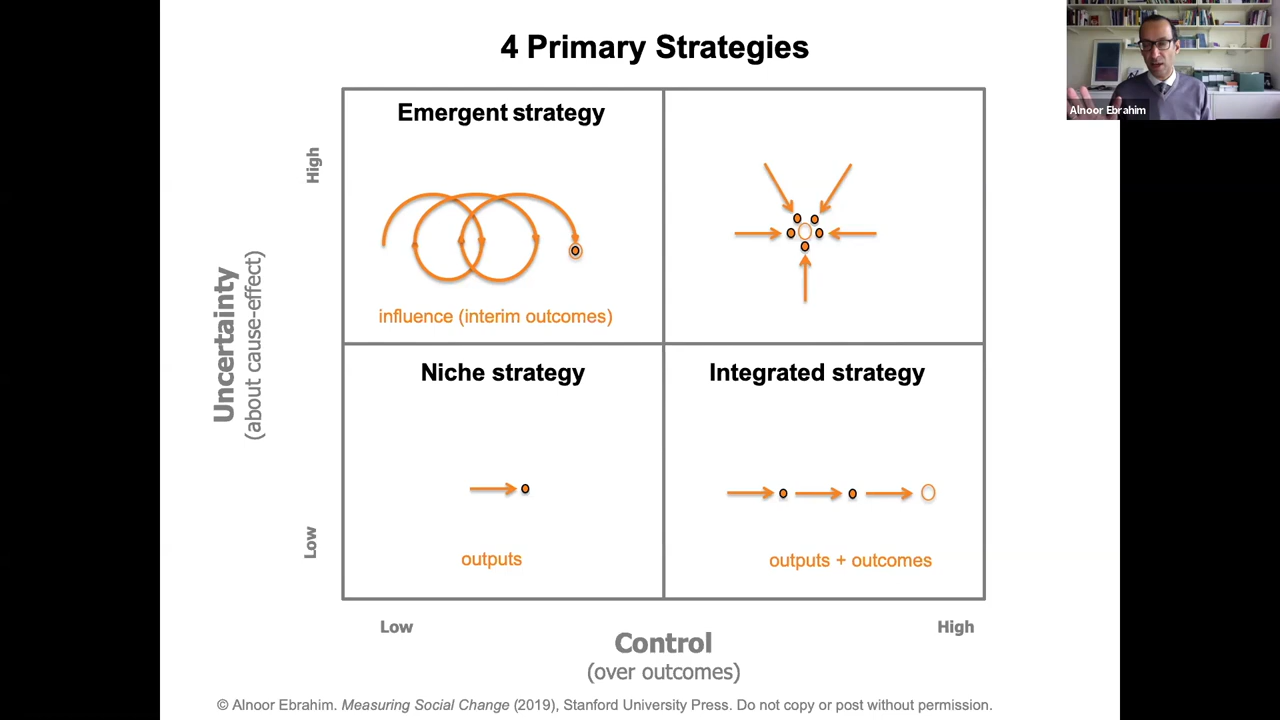 4 Primary Strategies
Alnoor Ebrahim
Emergent strategy
High
influence (interim outcomes)
Uncertainty
(about cause-effect)
Niche strategy
Integrated strategy
Low
outputs
outputs + outcomes
Low
High
Control
(over outcomes)
© Alnoor Ebrahim. Measuring Social Change (2019), Stanford University Press. Do not copy or post without permission.